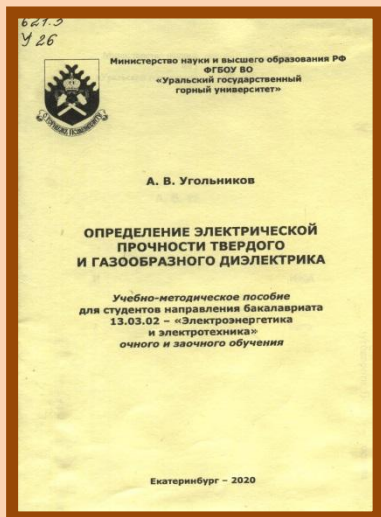 621.3
У 26
Министерство науки и высшего образования РФ
ФГБОУ ВО
«Уральский государственный
горный университет»
А. В. Угольников
ОПРЕДЕЛЕНИЕ ЭЛЕКТРИЧЕСКОЙ
ПРОЧНОСТИ ТВЕРДОГО
И ГАЗООБРАЗНОГО ДИЭЛЕКТРИКА
Учебно-методическое пособие
для студентов направления бакалавриата
13.03.02 – «Электроэнергетика
и электротехника»
очного и заочного обучения
Екатеринбург – 2020